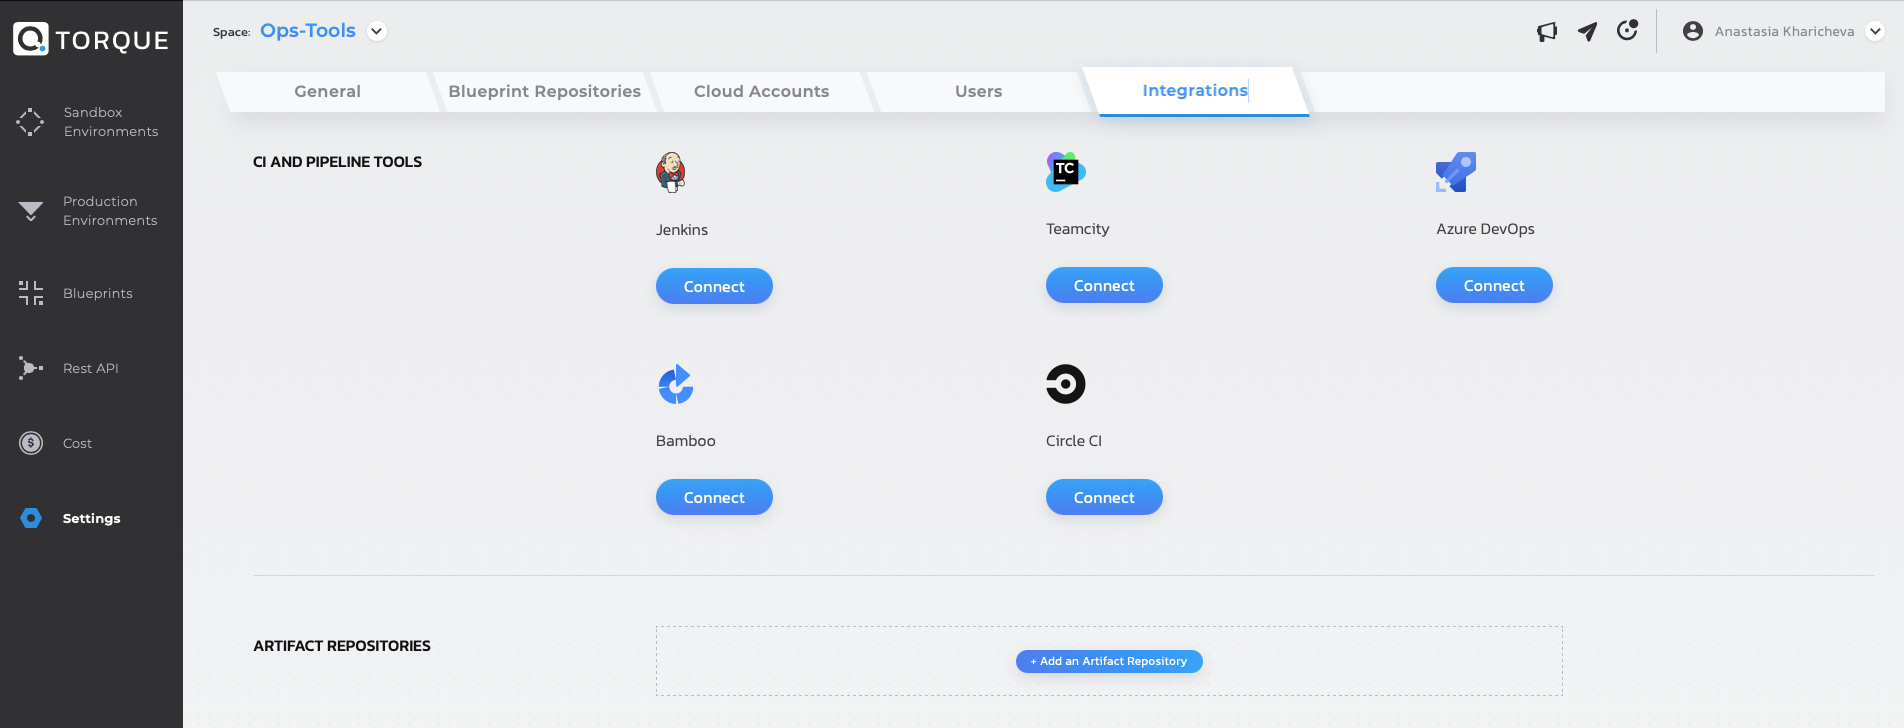 TORQUE
Space: Ops-Tools
Anastasia Kharicheva
General
Blueprint Repositories
Cloud Accounts
Users
Integrations
Sandbox
Environments
Production
Environments
Blueprints
Rest API
$
Cost
Settings
CI AND PIPELINE TOOLS
Jenkins
Connect
TC
Teamcity
Connect
Azure DevOps
Connect
Bamboo
Connect
Circle CI
Connect
ARTIFACT REPOSITORIES
+ Add an Artifact Repository